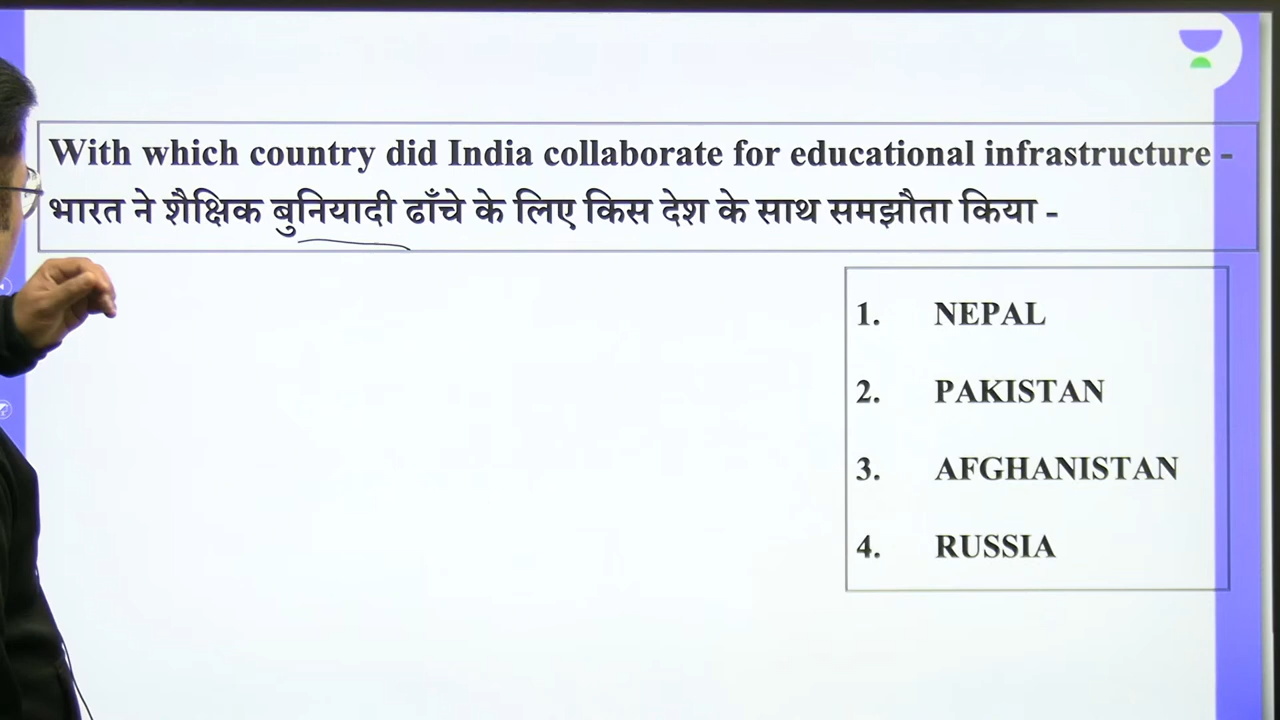 With which country did India collaborate for educational infrastructure -
भारत ने शैक्षिक बुनियादी ढाँचे के लिए किस देश के साथ समझौता किया -
1. NEPAL
2. PAKISTAN
3. AFGHANISTAN
4. RUSSIA